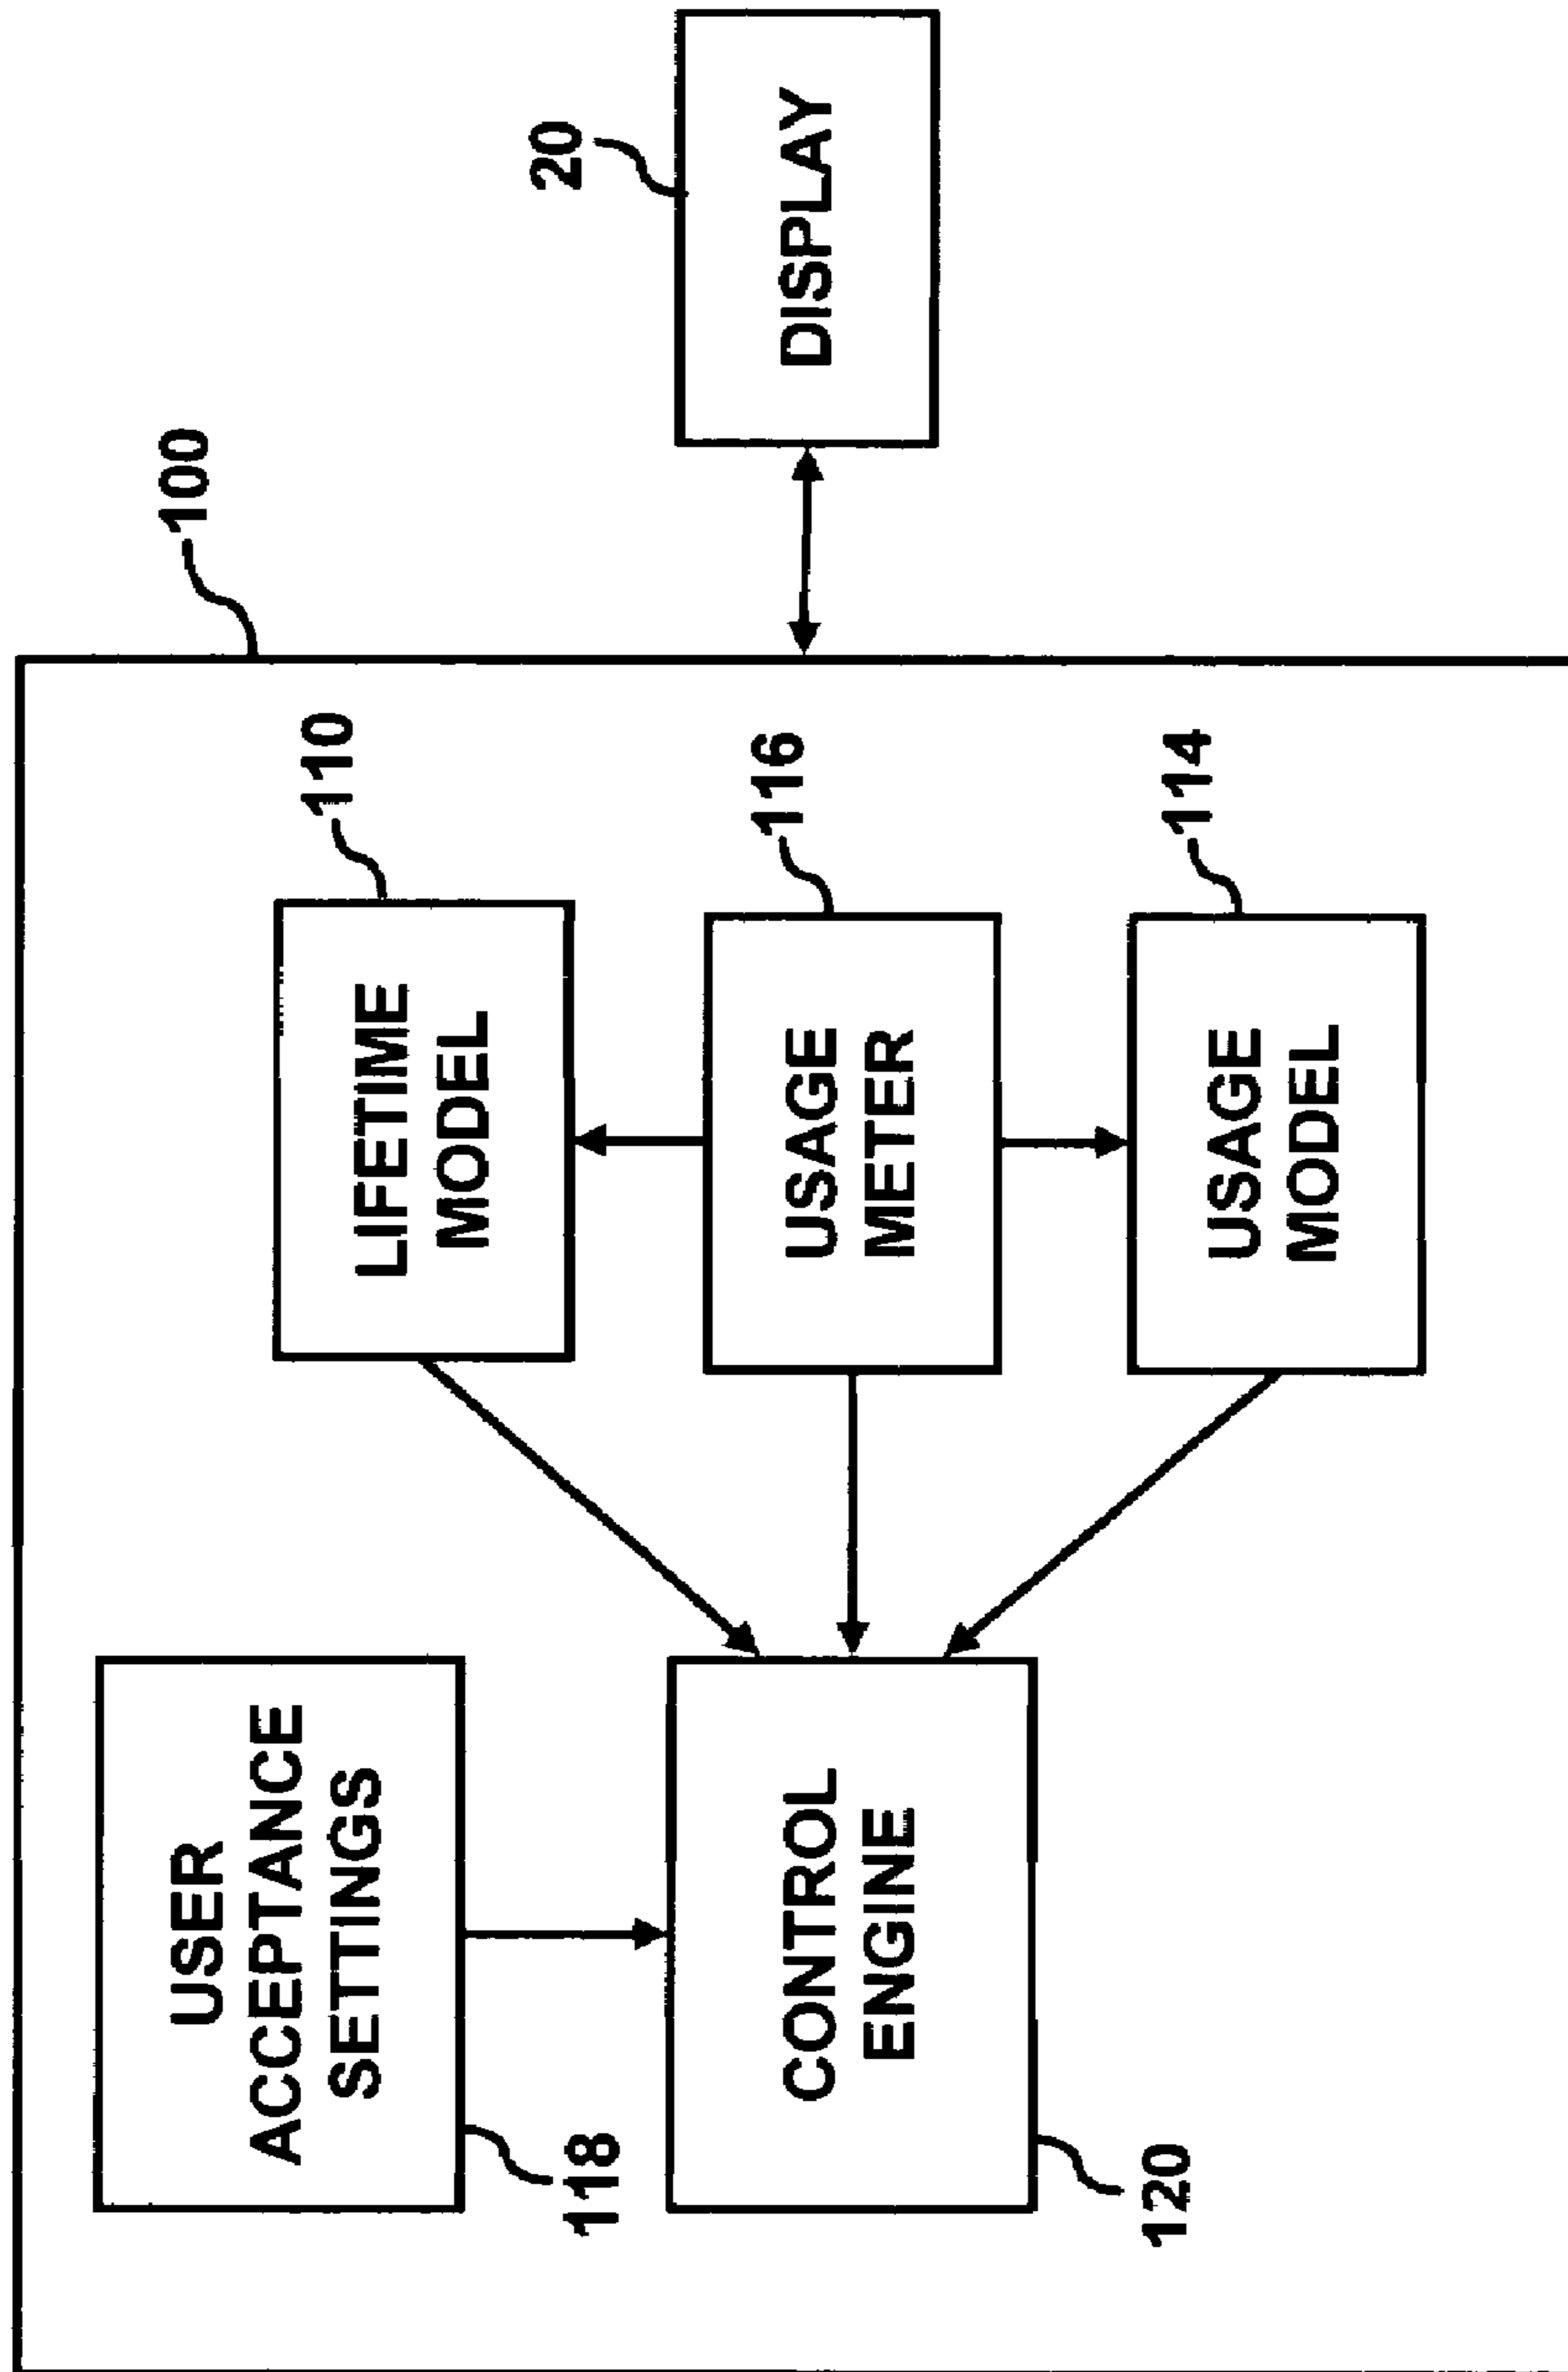 USER
ACCEPTANCE
SETTINGS
118
CONTROL
ENGINE
120
LIFETIME
MODEL
110
USAGE
METER
116
USAGE
MODEL
114
100
DISPLAY
20